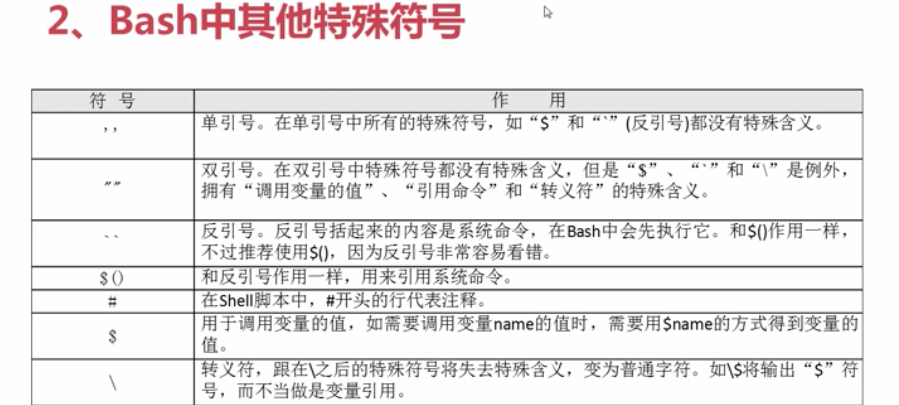 2、Bash中其他特殊符号
符 号 作 用
'' 单引号。在单引号中所有的特殊符号，如“$”和“`”(反引号)都没有特殊含义。
"" 双引号。在双引号中特殊符号都没有特殊含义，但是“$”、“`”和“\”是例外，
拥有“调用变量的值”、“引用命令”和“转义符”的特殊含义。
`` 反引号。反引号括起来的内容是系统命令，在Bash中会先执行它。和$()作用一样，
不过推荐使用$()，因为反引号非常容易看错。
$() 和反引号作用一样，用来引用系统命令。
# 在Shell脚本中，#开头的行代表注释。
$ 用于调用变量的值，如需要调用变量name的值时，需要用$name的方式得到变量的
值。
\ 转义符，跟在\之后的特殊符号将失去特殊含义，变为普通字符。如\$将输出“$”符
号，而不当做是变量引用。